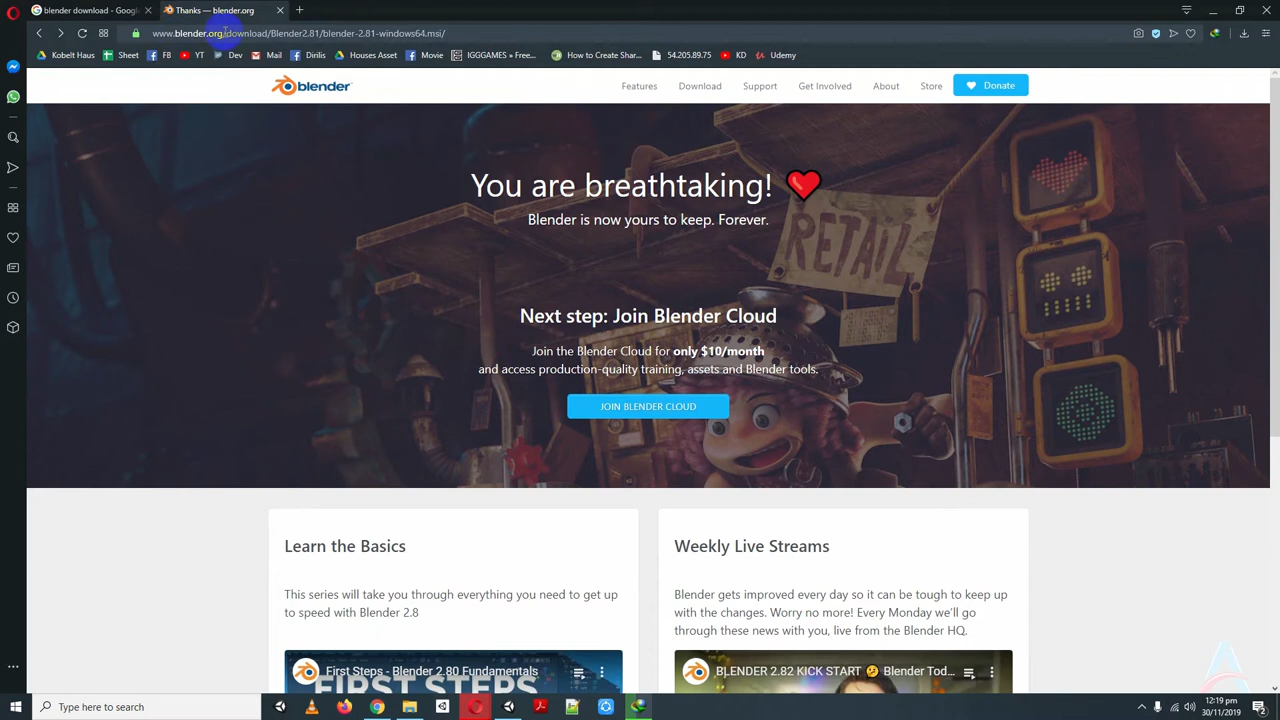 blender download - Googl
Thanks — blender.org
www.blender.org/download/Blender2.81/blender-2.81-windows64.msi/
Kobelt Haus
Sheet
FB
YT
Dev
Mail
Dirilis
Houses Asset
Movie
IGGGAMES » Free...
How to Create Shar...
54.205.89.75
KD
Udemy
blender
Features
Download
Support
Get Involved
About
Store
Donate
RETAIL
You are breathtaking!
Blender is now yours to keep. Forever.
Next step: Join Blender Cloud
Join the Blender Cloud for only $10/month
and access production-quality training, assets and Blender tools.
JOIN BLENDER CLOUD
Learn the Basics
This series will take you through everything you need to get up
to speed with Blender 2.8
First Steps - Blender 2.80 Fundamentals
FIRST STEPS
Weekly Live Streams
Blender gets improved every day so it can be tough to keep up
with the changes. Worry no more! Every Monday we'll go
through these news with you, live from the Blender HQ.
BLENDER 2.82 KICK START 🤔 Blender Tod...
Type here to search
12:19 pm
30/11/2019
2